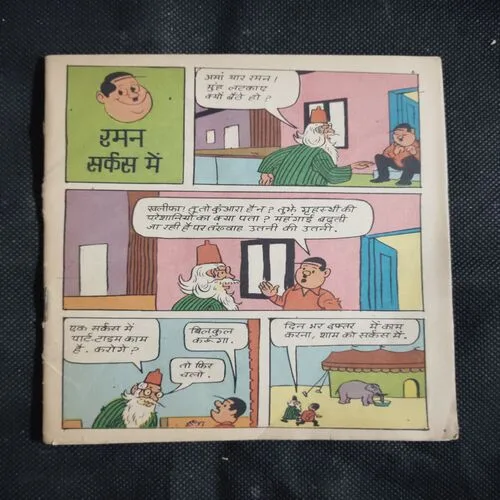 रमन
सर्कस में
अमां यार रमन!
मुंह लटकाए
क्यों बैठे हो?
खलीफा! तू तो कुंआरा है न? तुझे गृहस्थी की
परेशानियों का क्या पता? महंगाई बढ़ती
जा रही है पर तंख्वाह उतनी की उतनी.
एक सर्कस में
पार्ट-टाइम काम
है. करोगे?
बिलकुल
करूंगा.
तो फिर
चलो.
दिन भर दफ्तर में काम
करना, शाम को सर्कस में.